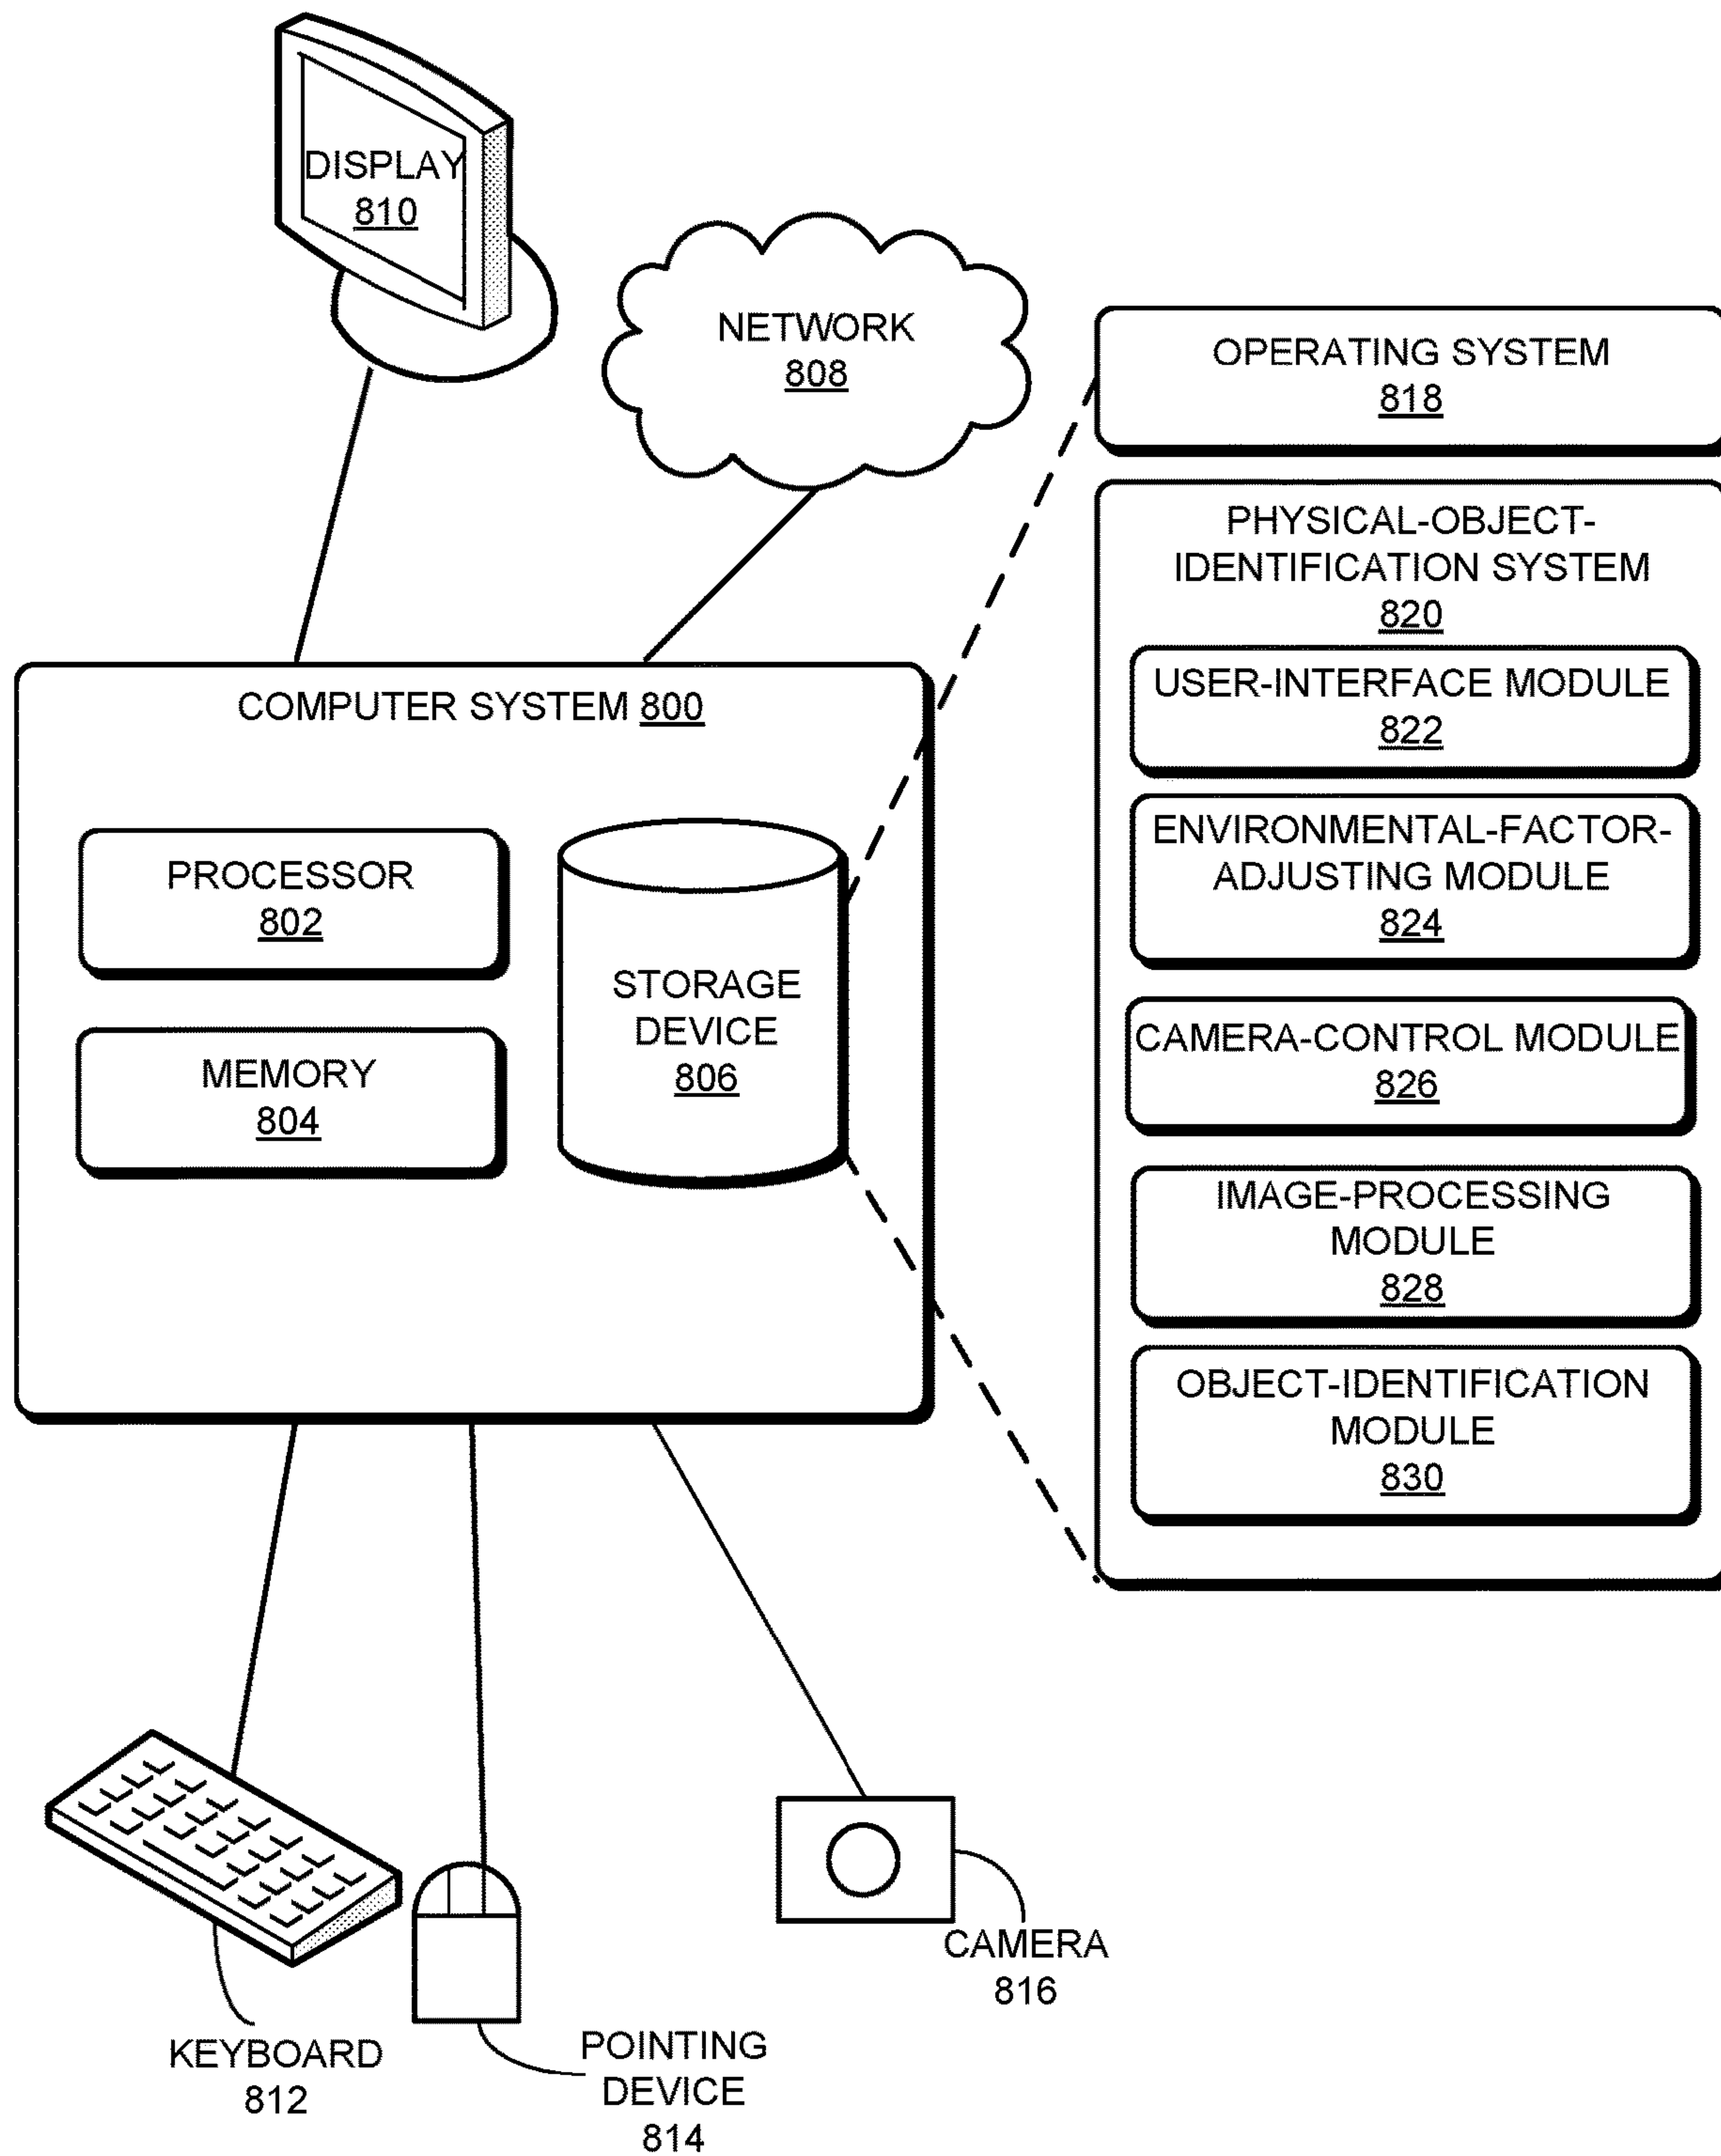 DISPLAY
810
NETWORK
808
OPERATING SYSTEM
818
PHYSICAL-OBJECT-
IDENTIFICATION SYSTEM
820
USER-INTERFACE MODULE
822
ENVIRONMENTAL-FACTOR-
ADJUSTING MODULE
824
CAMERA-CONTROL MODULE
826
IMAGE-PROCESSING
MODULE
828
OBJECT-IDENTIFICATION
MODULE
830
COMPUTER SYSTEM 800
PROCESSOR
802
MEMORY
804
STORAGE
DEVICE
806
KEYBOARD
812
POINTING
DEVICE
814
CAMERA
816